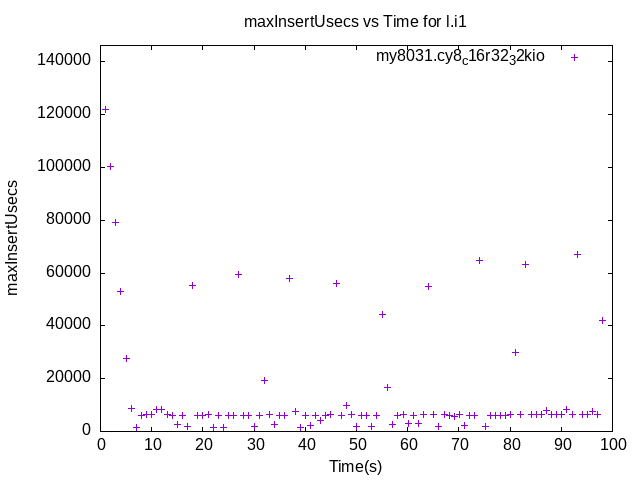 maxInsertUsecs vs Time for l.i1
my8031.cy8c16r3232kio
140000
120000
100000
80000
60000
40000
20000
0
maxInsertUsecs
0 10 20 30 40 50 60 70 80 90 100
Time(s)